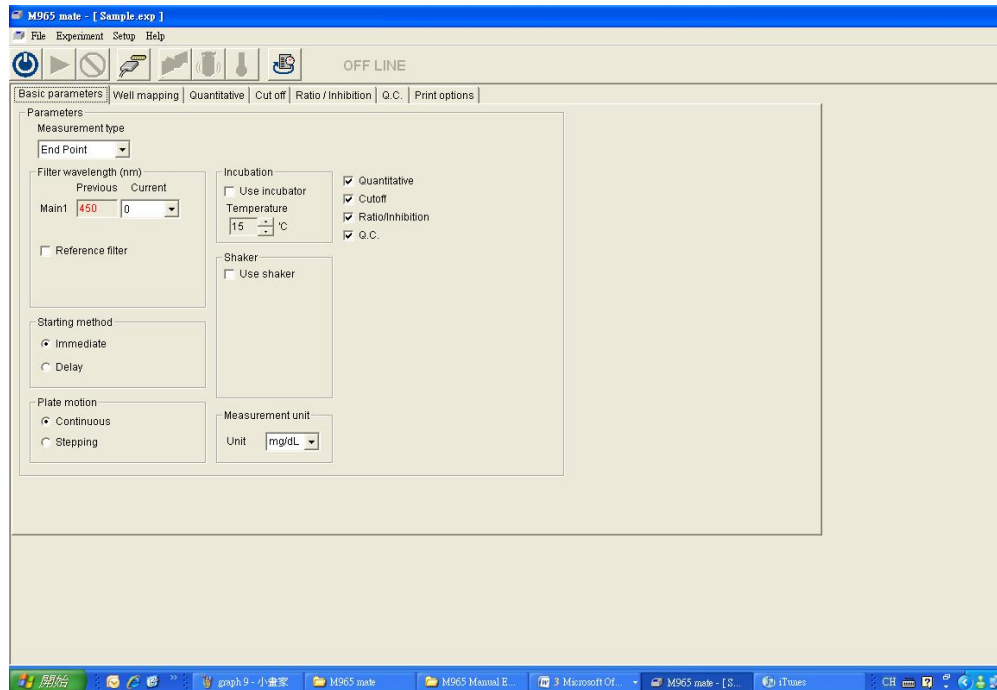 M965 mate - [ Sample.exp ]
File Experiment Setup Help
OFF LINE
Basic parameters Well mapping Quantitative Cut off Ratio / Inhibition Q.C. Print options
Parameters
Measurement type
End Point
Filter wavelength (nm)
Previous Current
Main1 450 0
Reference filter
Starting method
Immediate
Delay
Plate motion
Continuous
Stepping
Incubation
Use incubator
Temperature
15 °C
Shaker
Use shaker
Measurement unit
Unit mg/dL
Quantitative
Cutoff
Ratio/Inhibition
Q.C.
開始 graph 9 - 小畫家 M965 mate M965 Manual E... 3 Microsoft Of... M965 mate - [ S... iTunes CH